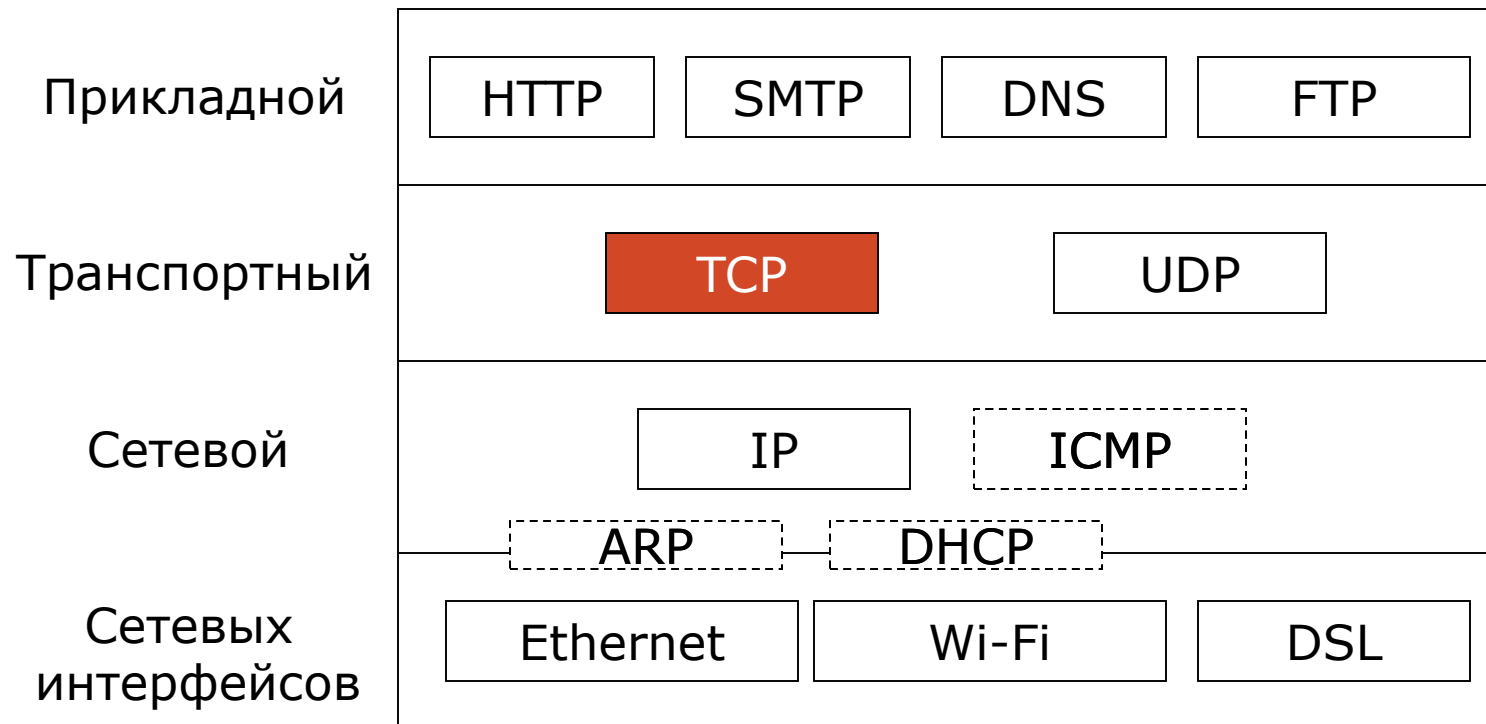 Прикладной
HTTP
SMTP
DNS
FTP
Транспортный
TCP
UDP
Сетевой
IP
ICMP
ARP
DHCP
Сетевых
интерфейсов
Ethernet
Wi-Fi
DSL